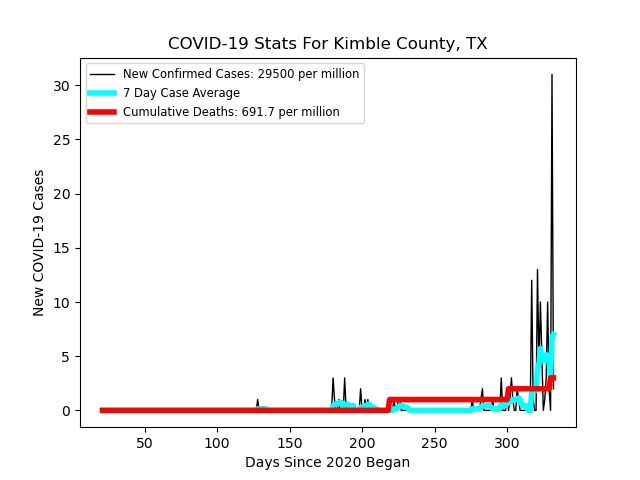 COVID-19 Stats For Kimble County, TX
New Confirmed Cases: 29500 per million
7 Day Case Average
Cumulative Deaths: 691.7 per million
New COVID-19 Cases
30
25
20
15
10
5
0
50 100 150 200 250 300
Days Since 2020 Began